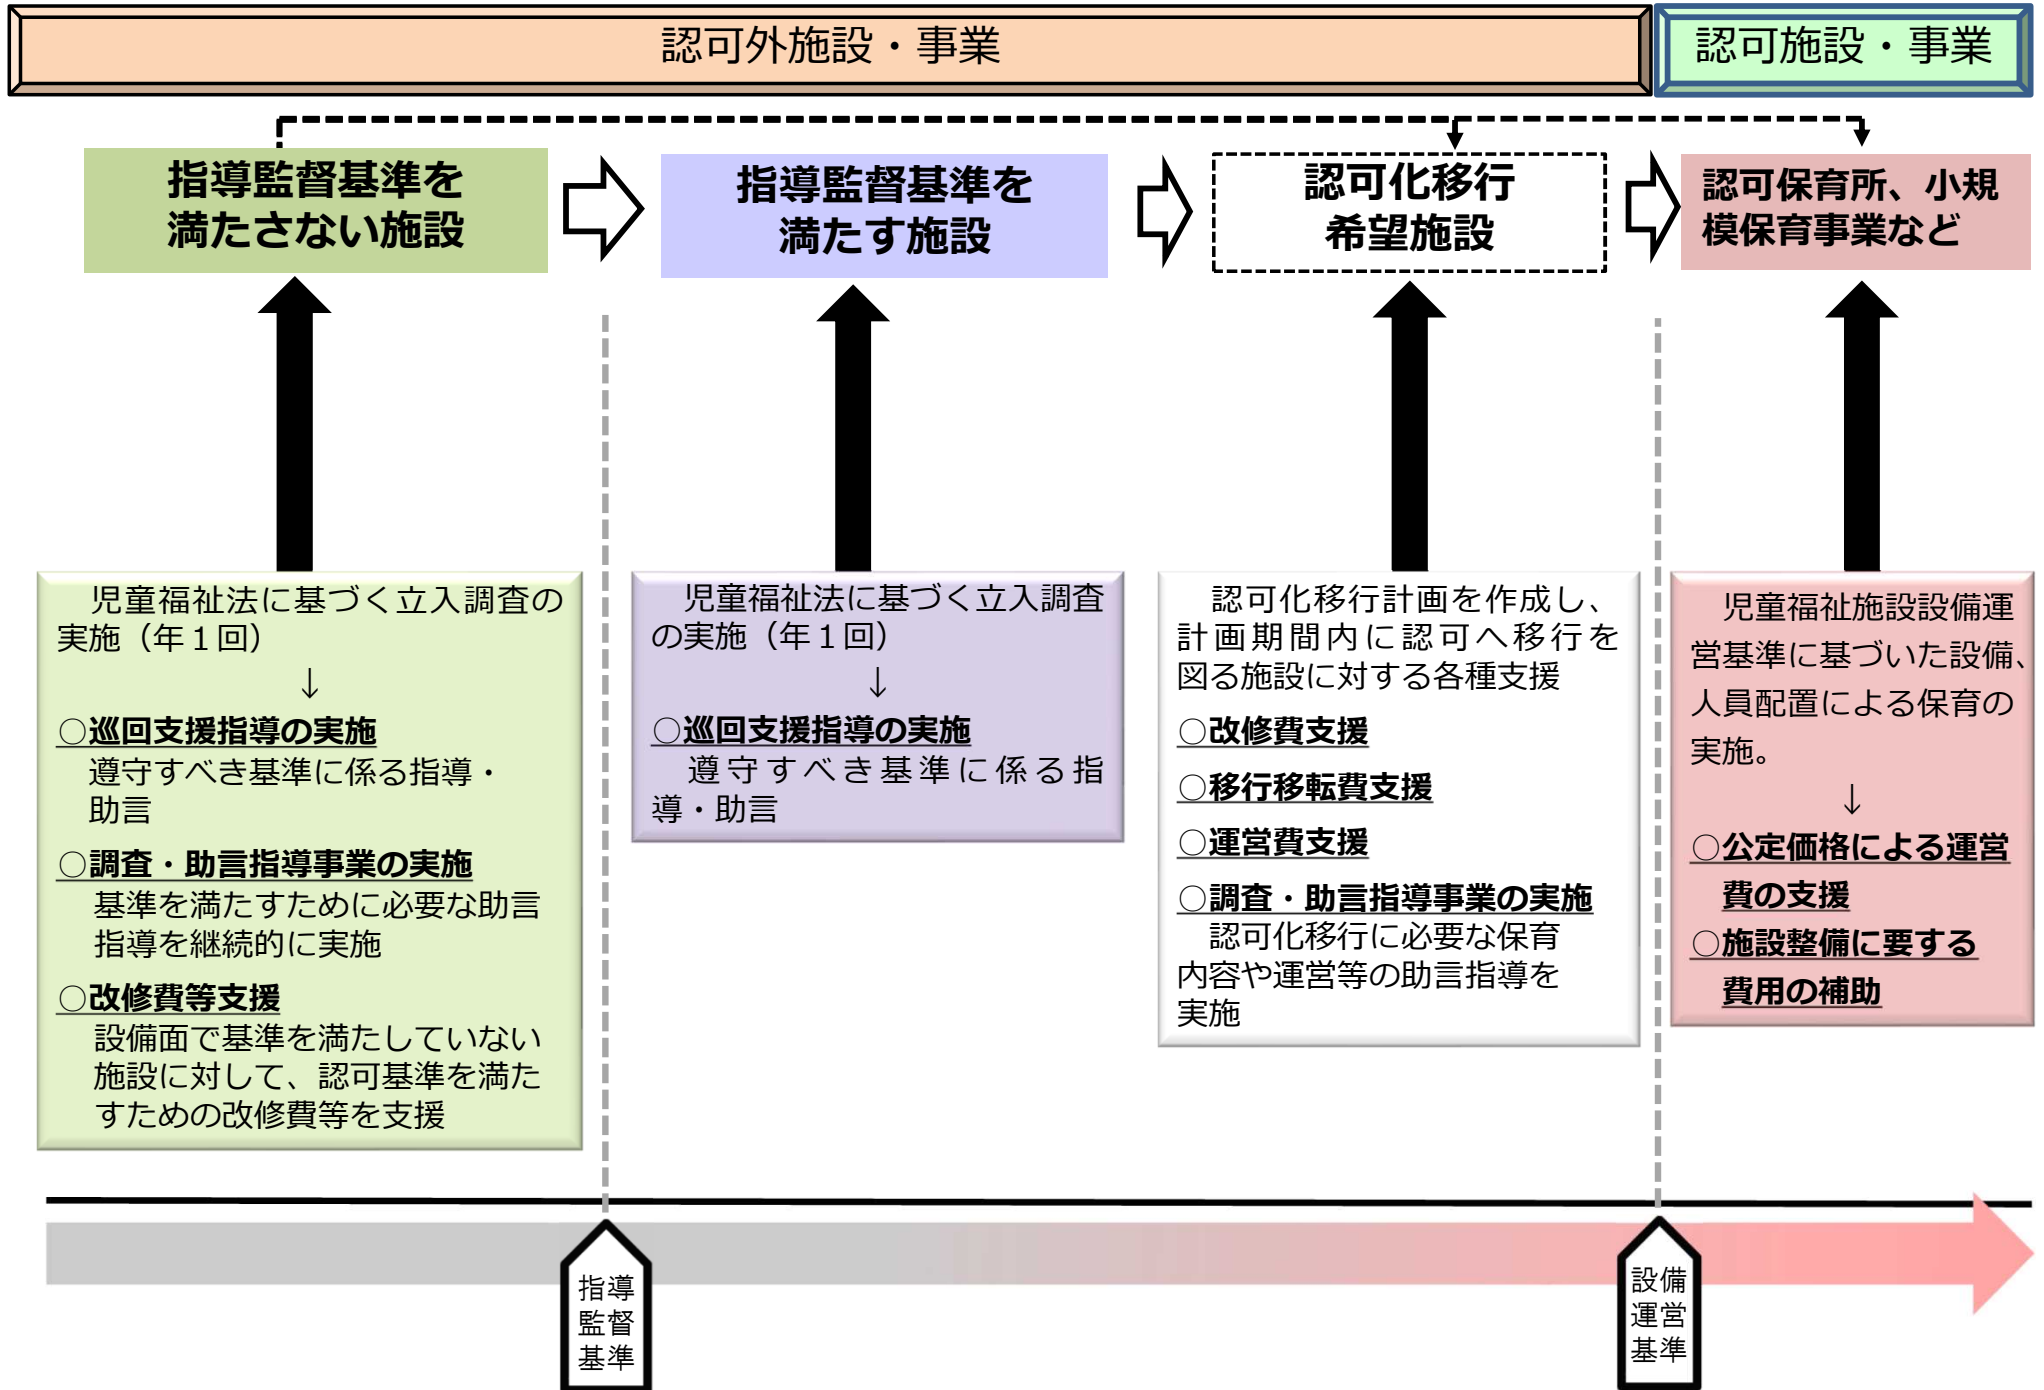 認可外施設・事業
認可施設・事業
指導監督基準を
満たさない施設
指導監督基準を
満たす施設
認可化移行
希望施設
認可保育所、小規
模保育事業など
児童福祉法に基づく立入調査の
実施（年１回）
↓
○巡回支援指導の実施
遵守すべき基準に係る指導・
助言
○調査・助言指導事業の実施
基準を満たすために必要な助言
指導を継続的に実施
○改修費等支援
設備面で基準を満たしていない
施設に対して、認可基準を満た
すための改修費等を支援
児童福祉法に基づく立入調査
の実施（年１回）
↓
○巡回支援指導の実施
遵守すべき基準に係る指
導・助言
認可化移行計画を作成し、
計画期間内に認可へ移行を
図る施設に対する各種支援
○改修費支援
○移行移転費支援
○運営費支援
○調査・助言指導事業の実施
認可化移行に必要な保育
内容や運営等の助言指導を
実施
児童福祉施設設備運
営基準に基づいた設備、
人員配置による保育の
実施。
↓
○公定価格による運営
費の支援
○施設整備に要する
費用の補助
指導
監督
基準
設備
運営
基準